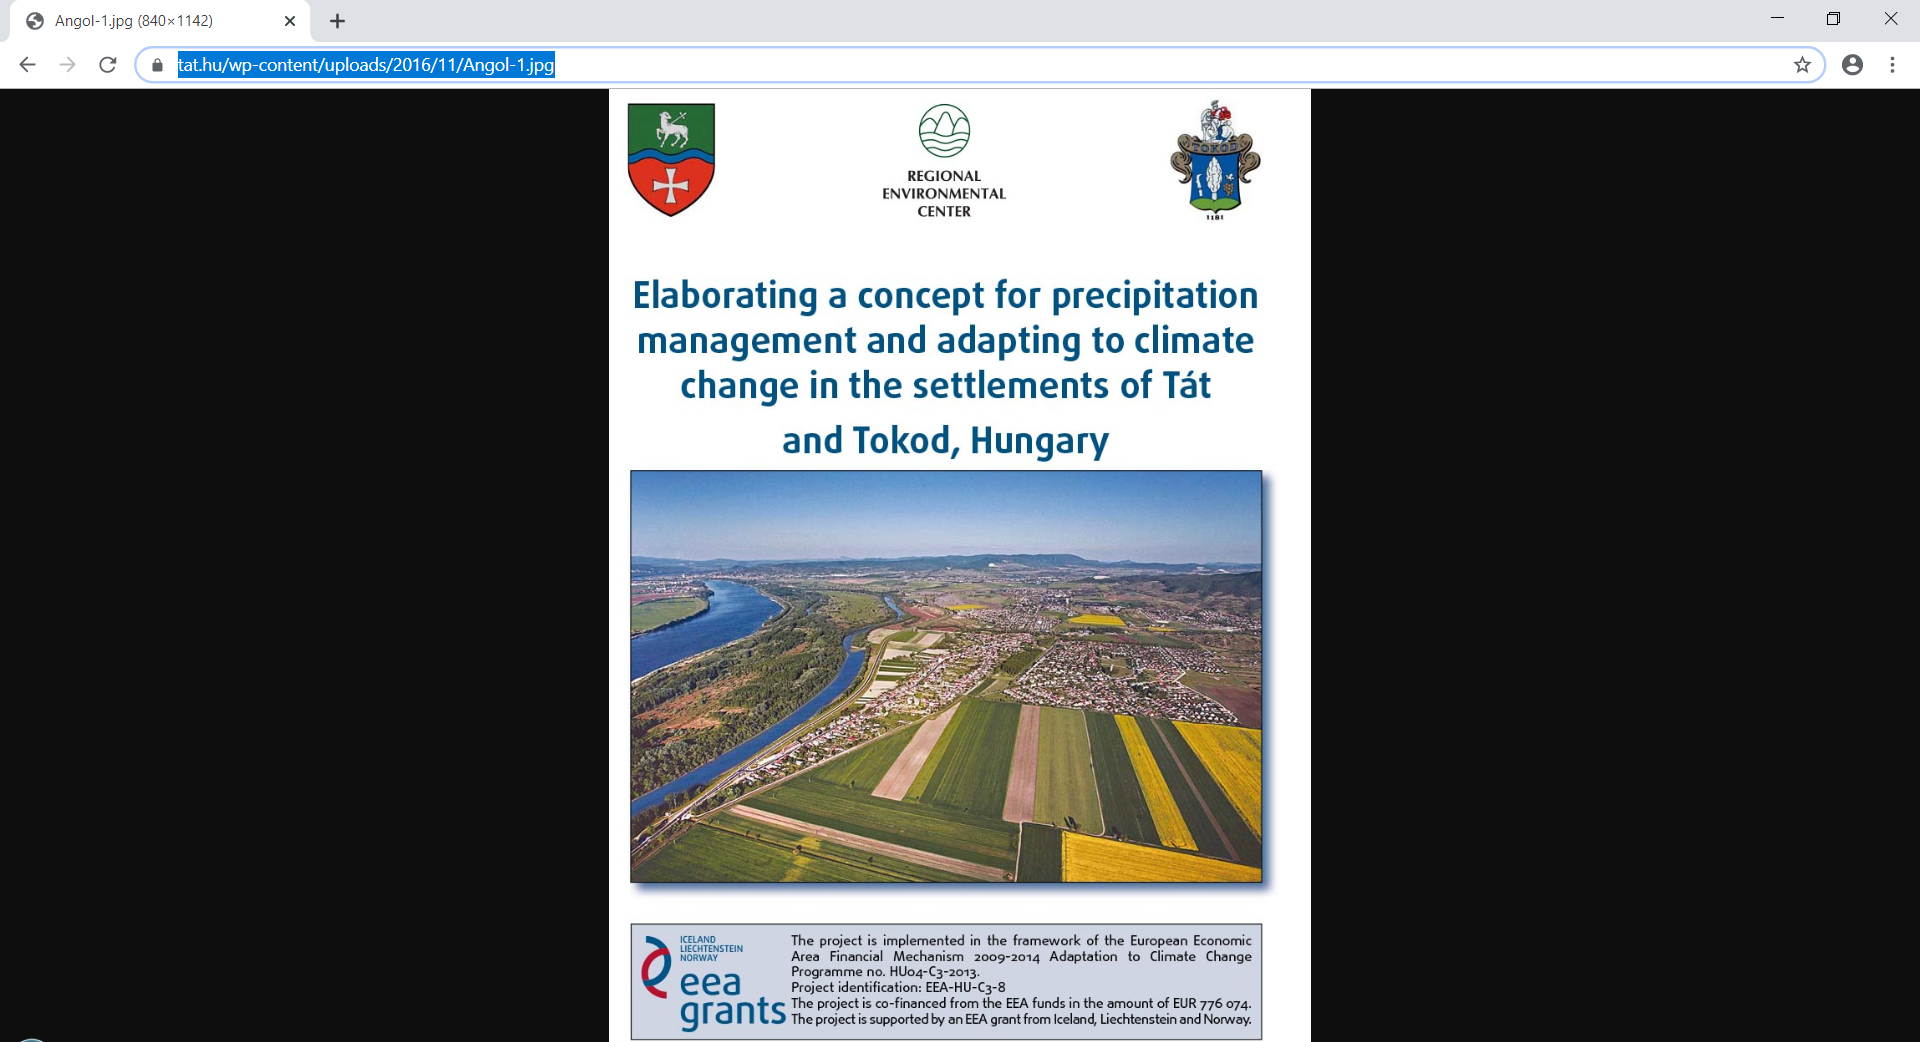 Angol-1.jpg (840×1142)
tat.hu/wp-content/uploads/2016/11/Angol-1.jpg
REGIONAL
ENVIRONMENTAL
CENTER
TOKOD
1181
Elaborating a concept for precipitation
management and adapting to climate
change in the settlements of Tát
and Tokod, Hungary
ICELAND
LIECHTENSTEIN
NORWAY
eea
grants
The project is implemented in the framework of the European Economic
Area Financial Mechanism 2009-2014 Adaptation to Climate Change
Programme no. HU04-C3-2013.
Project identification: EEA-HU-C3-8
The project is co-financed from the EEA funds in the amount of EUR 776 074.
The project is supported by an EEA grant from Iceland, Liechtenstein and Norway.